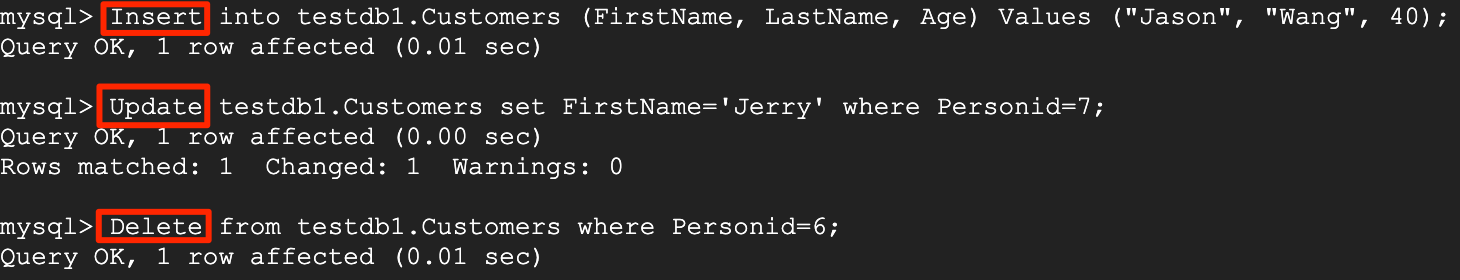 mysql> Insert into testdb1.Customers (FirstName, LastName, Age) Values ("Jason", "Wang", 40);
Query OK, 1 row affected (0.01 sec)
mysql> Update testdb1.Customers set FirstName='Jerry' where Personid=7;
Query OK, 1 row affected (0.00 sec)
Rows matched: 1  Changed: 1  Warnings: 0
mysql> Delete from testdb1.Customers where Personid=6;
Query OK, 1 row affected (0.01 sec)